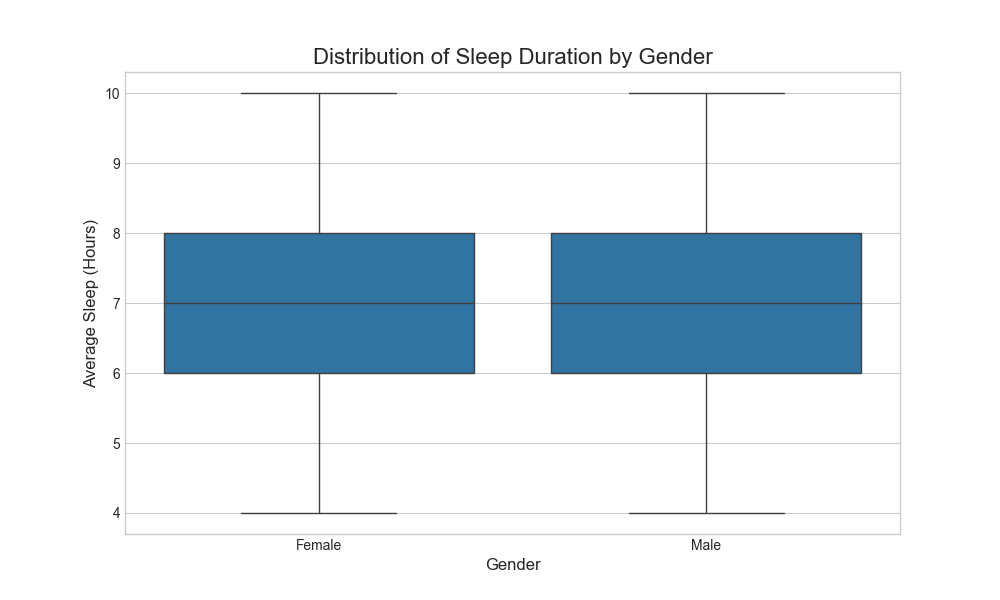 Distribution of Sleep Duration by Gender
10
9
8
7
6
5
4
Average Sleep (Hours)
Female
Male
Gender